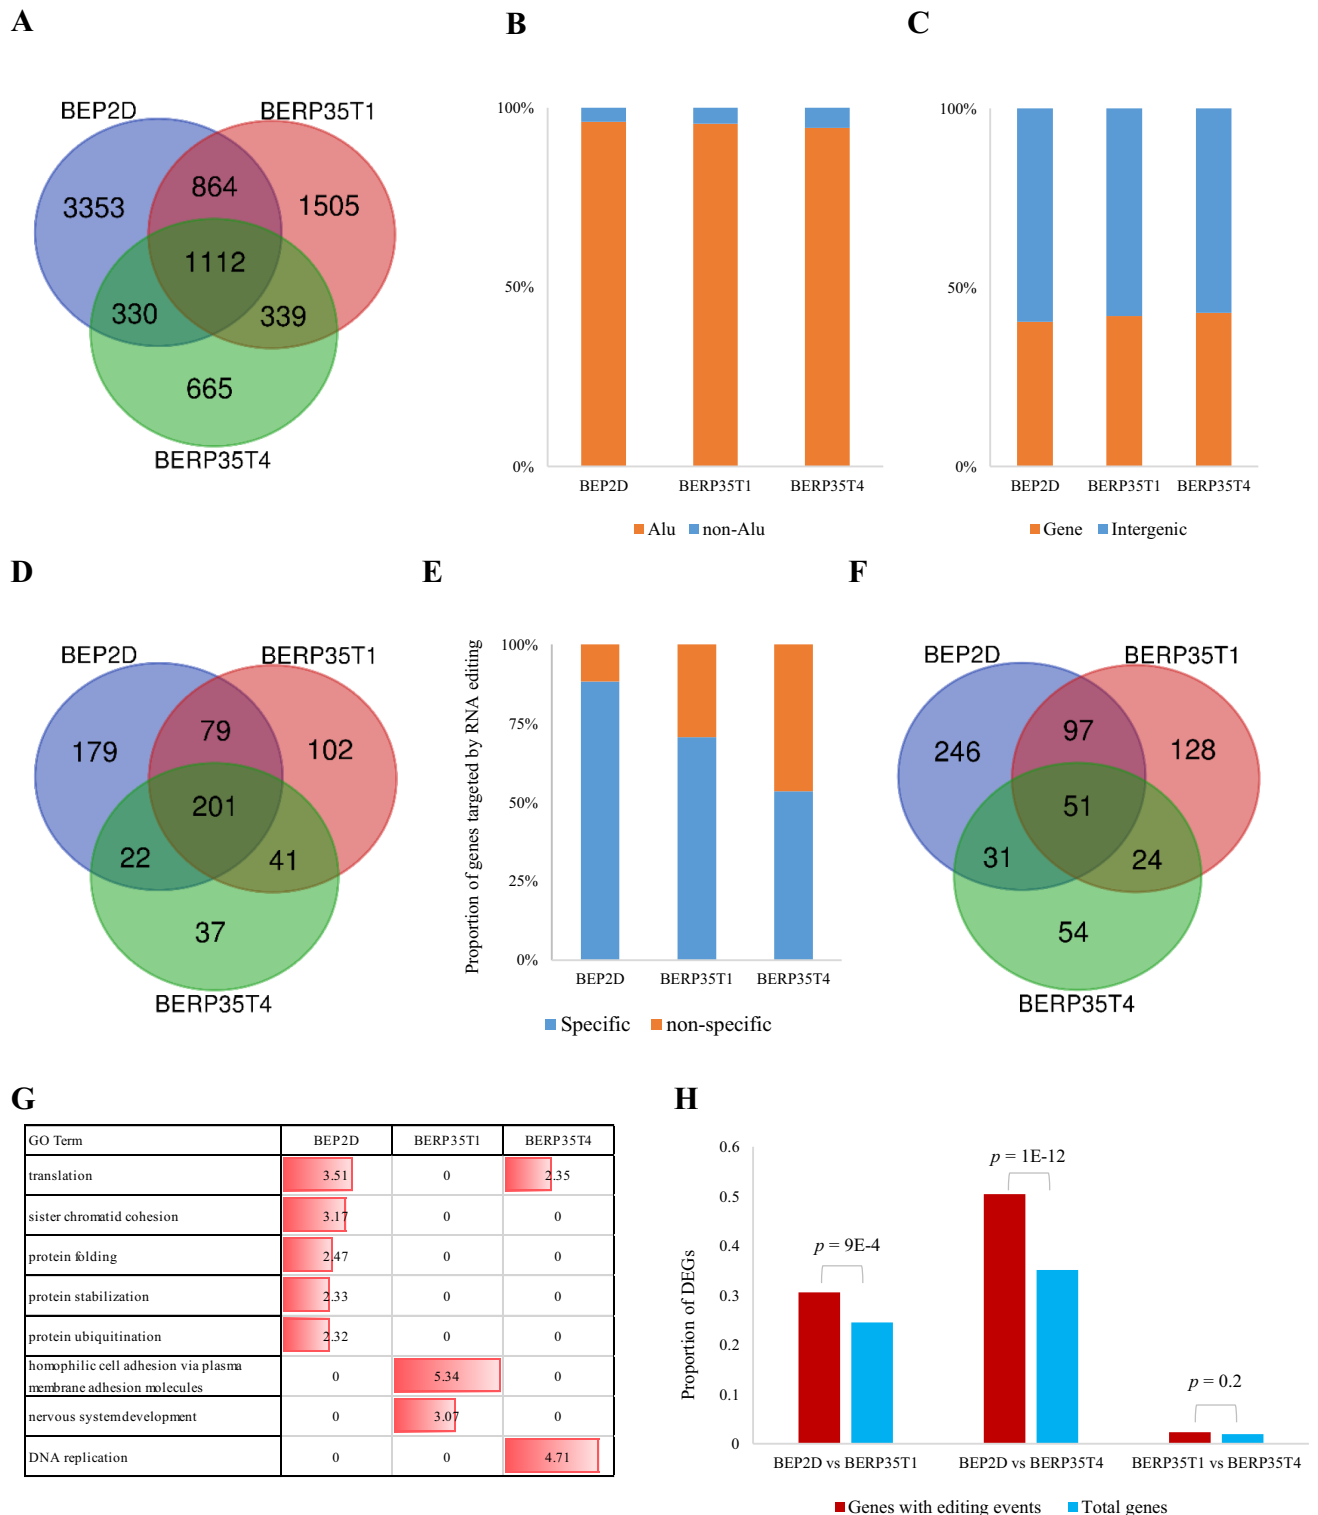 A
B
C
BEP2D
BERP35T1
3353
864
1505
1112
330
339
665
BERP35T4
100%
50%
0%
BEP2D
BERP35T1
BERP35T4
Alu
non-Alu
100%
50%
0%
BEP2D
BERP35T1
BERP35T4
Gene
Intergenic
D
E
F
BEP2D
BERP35T1
179
79
102
201
22
41
37
BERP35T4
Proportion of genes targeted by RNA editing
100%
75%
50%
25%
0%
BEP2D
BERP35T1
BERP35T4
Specific
non-specific
BEP2D
BERP35T1
246
97
128
51
31
24
54
BERP35T4
G
H
GO Term BEP2D BERP35T1 BERP35T4
translation 3.51 0 2.35
sister chromatid cohesion 3.17 0 0
protein folding 2.47 0 0
protein stabilization 2.33 0 0
protein ubiquitination 2.32 0 0
homophilic cell adhesion via plasma
membrane adhesion molecules 0 5.34 0
nervous systemdevelopment 0 3.07 0
DNA replication 0 0 4.71
Proportion of DEGs
0.6
0.5
0.4
0.3
0.2
0.1
0
p = 9E-4
p = 1E-12
p = 0.2
BEP2D vs BERP35T1
BEP2D vs BERP35T4
BERP35T1 vs BERP35T4
Genes with editing events
Total genes